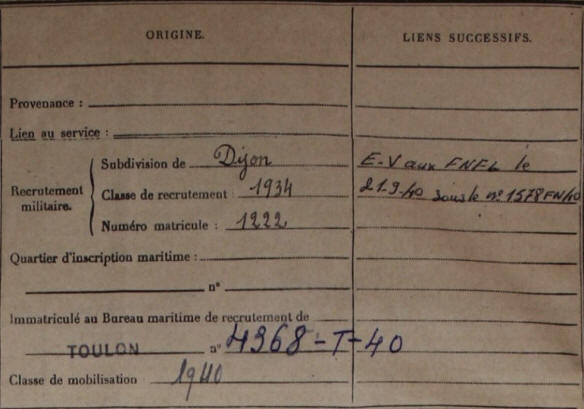 ORIGINE.
LIENS SUCCESSIFS.
Provenance :
Lien au service :
Recrutement militaire.
Subdivision de Dijon
Classe de recrutement : 1934
Numéro matricule : 1222
E-V aux FNFL le
21.9.40 sous le n° 1578FN40
Quartier d'inscription maritime :
n°
Immatriculé au Bureau maritime de recrutement de
TOULON n° 4368-T-40
Classe de mobilisation 1940